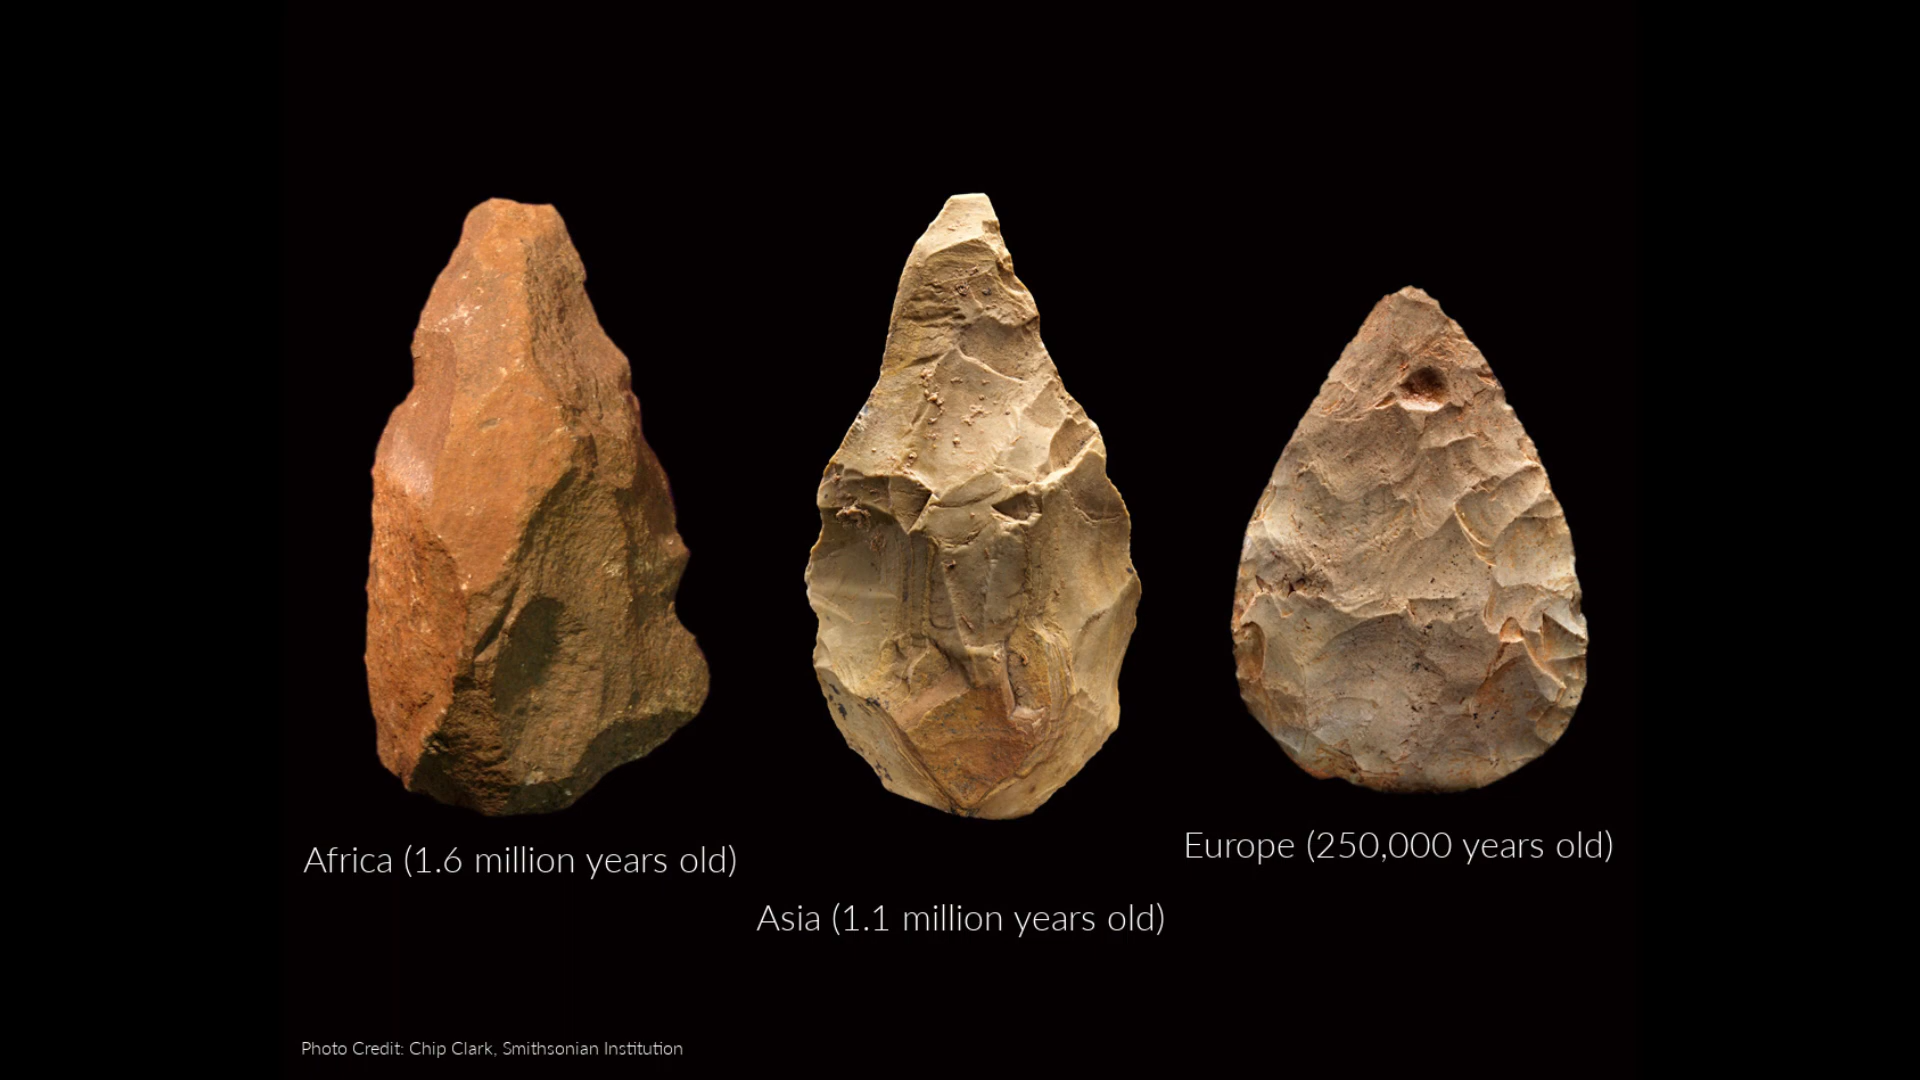 Africa (1.6 million years old)
Asia (1.1 million years old)
Europe (250,000 years old)
Photo Credit: Chip Clark, Smithsonian Institution